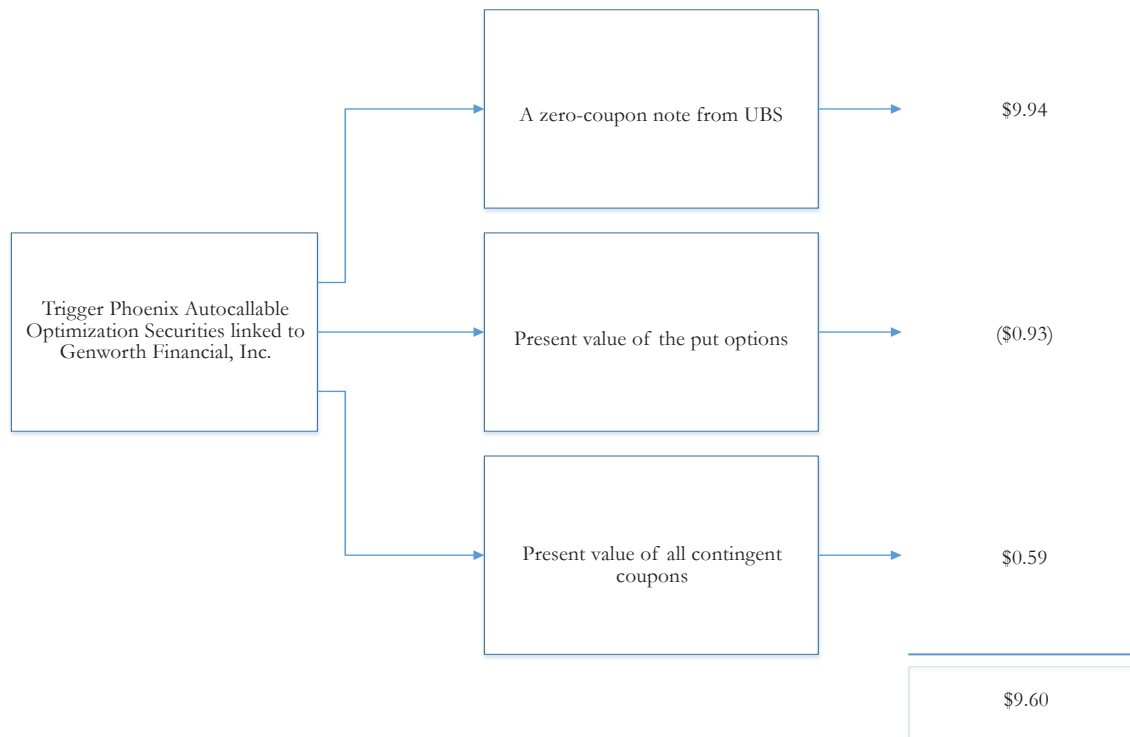 A zero-coupon note from UBS
$9.94
Trigger Phoenix Autocallable
Optimization Securities linked to
Genworth Financial, Inc.
Present value of the put options
($0.93)
Present value of all contingent
coupons
$0.59
$9.60